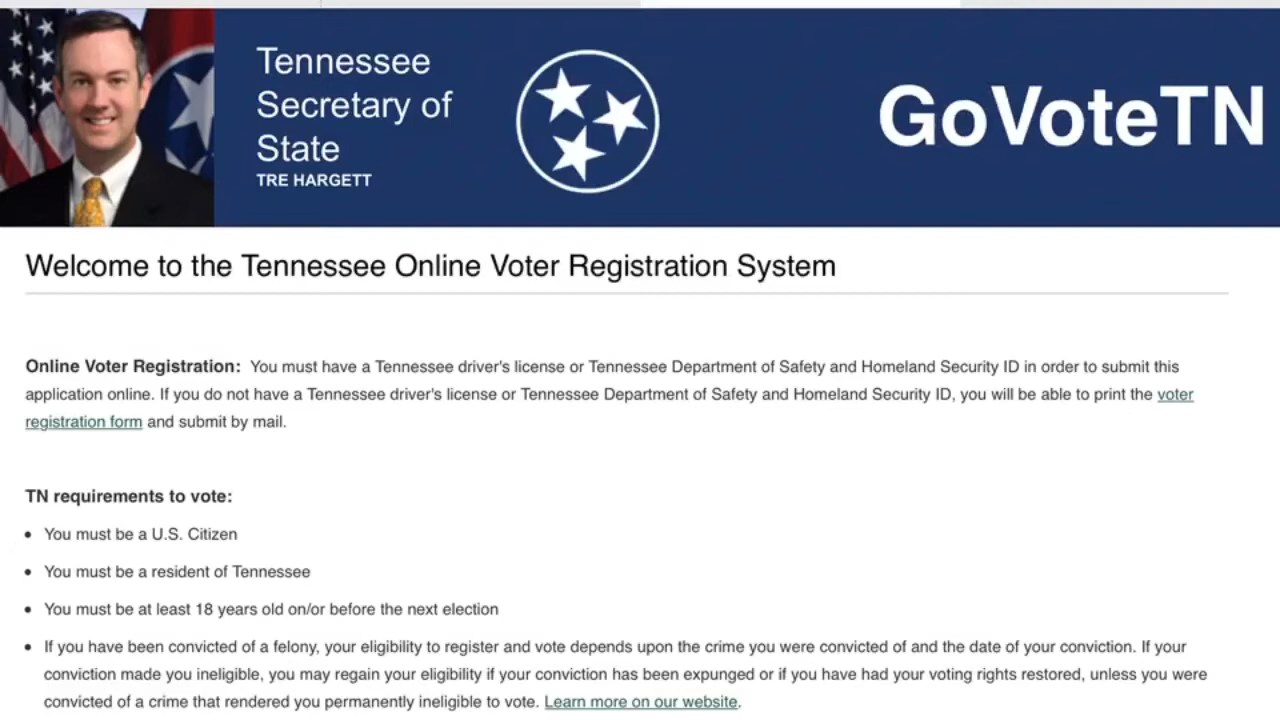 Tennessee
Secretary of
State
TRE HARGETT
GoVoteTN
Welcome to the Tennessee Online Voter Registration System
Online Voter Registration: You must have a Tennessee driver's license or Tennessee Department of Safety and Homeland Security ID in order to submit this
application online. If you do not have a Tennessee driver's license or Tennessee Department of Safety and Homeland Security ID, you will be able to print the voter
registration form and submit by mail.
TN requirements to vote:
• You must be a U.S. Citizen
• You must be a resident of Tennessee
• You must be at least 18 years old on/or before the next election
• If you have been convicted of a felony, your eligibility to register and vote depends upon the crime you were convicted of and the date of your conviction. If your
conviction made you ineligible, you may regain your eligibility if your conviction has been expunged or if you have had your voting rights restored, unless you were
convicted of a crime that rendered you permanently ineligible to vote. Learn more on our website.